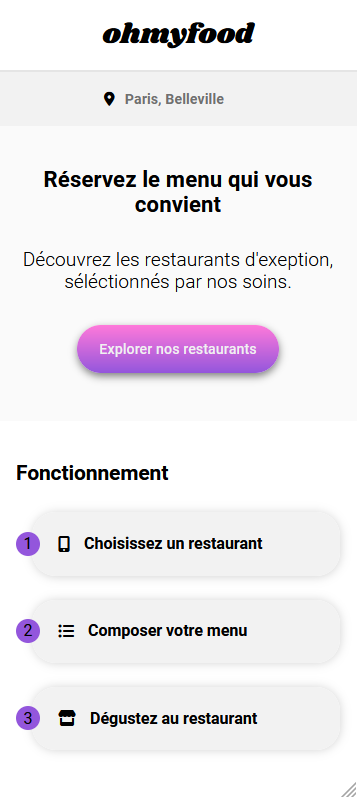 ohmyfood
Paris, Belleville
Réservez le menu qui vous
convient
Découvrez les restaurants d'exeption,
séléctionnés par nos soins.
Explorer nos restaurants
Fonctionnement
1 Choisissez un restaurant
2 Composer votre menu
3 Dégustez au restaurant